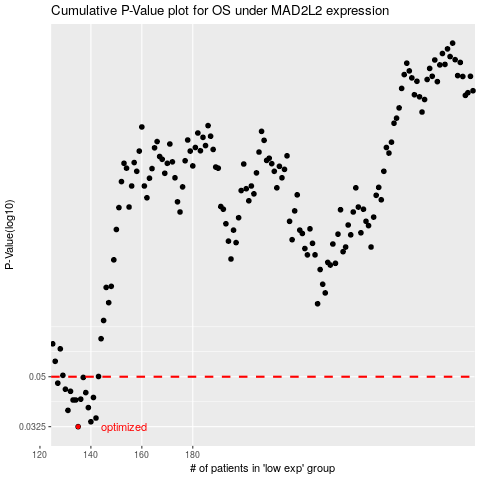 Cumulative P-Value plot for OS under MAD2L2 expression
P-Value(log10)
0.05
0.0325
optimized
120 140 160 180
# of patients in 'low exp' group